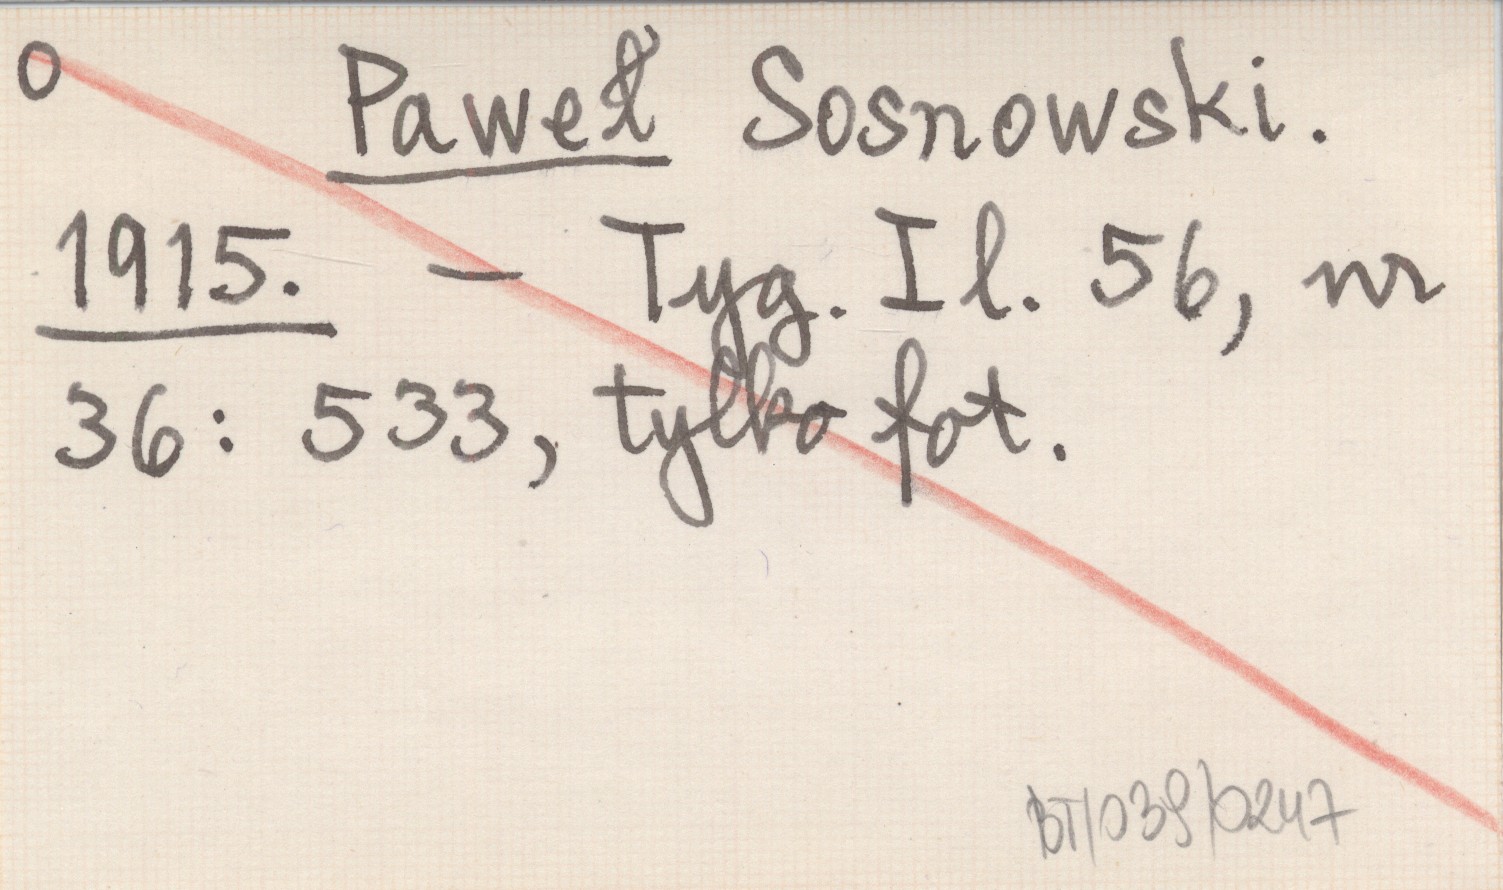 O Paweł Sosnowski.
1915. — Tyg. Il. 56, nr
36: 533, tylko fot.
BT/039/0247